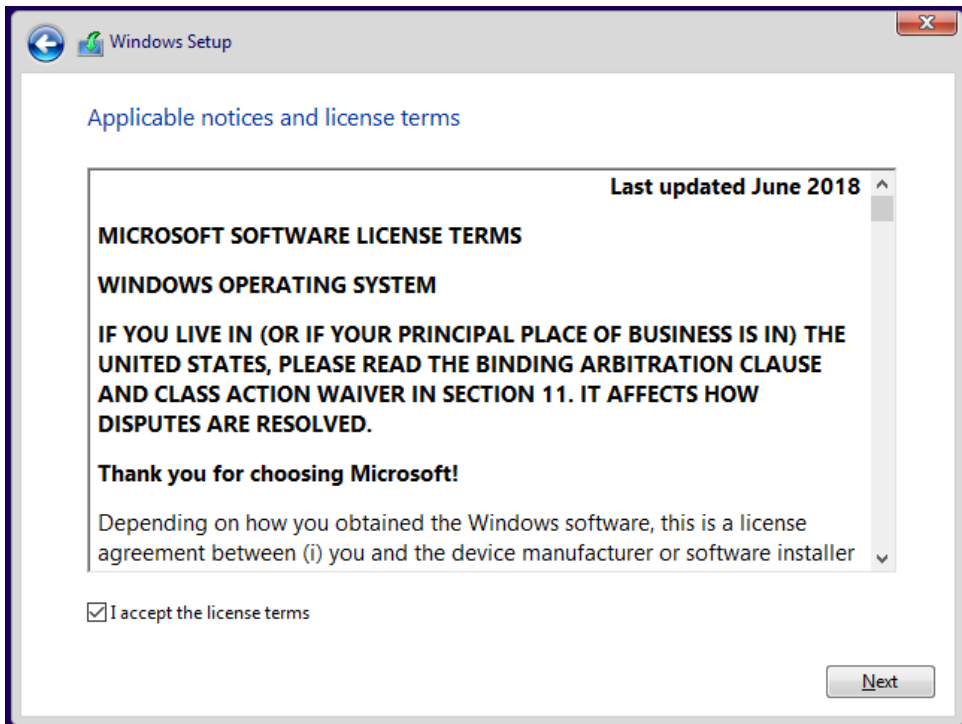 Windows Setup
Applicable notices and license terms
Last updated June 2018
MICROSOFT SOFTWARE LICENSE TERMS
WINDOWS OPERATING SYSTEM
IF YOU LIVE IN (OR IF YOUR PRINCIPAL PLACE OF BUSINESS IS IN) THE
UNITED STATES, PLEASE READ THE BINDING ARBITRATION CLAUSE
AND CLASS ACTION WAIVER IN SECTION 11. IT AFFECTS HOW
DISPUTES ARE RESOLVED.
Thank you for choosing Microsoft!
Depending on how you obtained the Windows software, this is a license
agreement between (i) you and the device manufacturer or software installer
I accept the license terms
Next